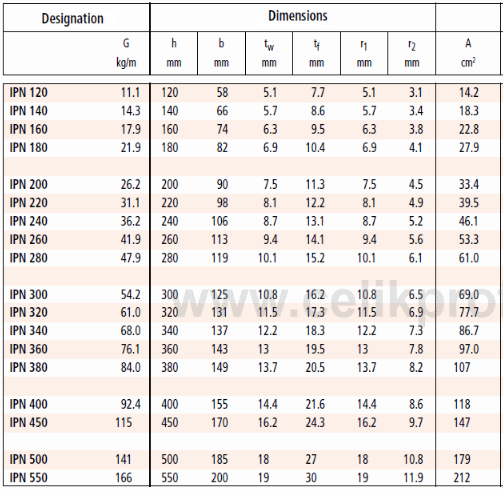 Designation Dimensions
G h b tw tf r1 r2 A
kg/m mm mm mm mm mm mm cm²
IPN 120 11.1 120 58 5.1 7.7 5.1 3.1 14.2
IPN 140 14.3 140 66 5.7 8.6 5.7 3.4 18.3
IPN 160 17.9 160 74 6.3 9.5 6.3 3.8 22.8
IPN 180 21.9 180 82 6.9 10.4 6.9 4.1 27.9
IPN 200 26.2 200 90 7.5 11.3 7.5 4.5 33.4
IPN 220 31.1 220 98 8.1 12.2 8.1 4.9 39.5
IPN 240 36.2 240 106 8.7 13.1 8.7 5.2 46.1
IPN 260 41.9 260 113 9.4 14.1 9.4 5.6 53.3
IPN 280 47.9 280 119 10.1 15.2 10.1 6.1 61.0
IPN 300 54.2 300 125 10.8 16.2 10.8 6.5 69.0
www.celikpro
IPN 320 61.0 320 131 11.5 17.3 11.5 6.9 77.7
IPN 340 68.0 340 137 12.2 18.3 12.2 7.3 86.7
IPN 360 76.1 360 143 13 19.5 13 7.8 97.0
IPN 380 84.0 380 149 13.7 20.5 13.7 8.2 107
IPN 400 92.4 400 155 14.4 21.6 14.4 8.6 118
IPN 450 115 450 170 16.2 24.3 16.2 9.7 147
IPN 500 141 500 185 18 27 18 10.8 179
IPN 550 166 550 200 19 30 19 11.9 212